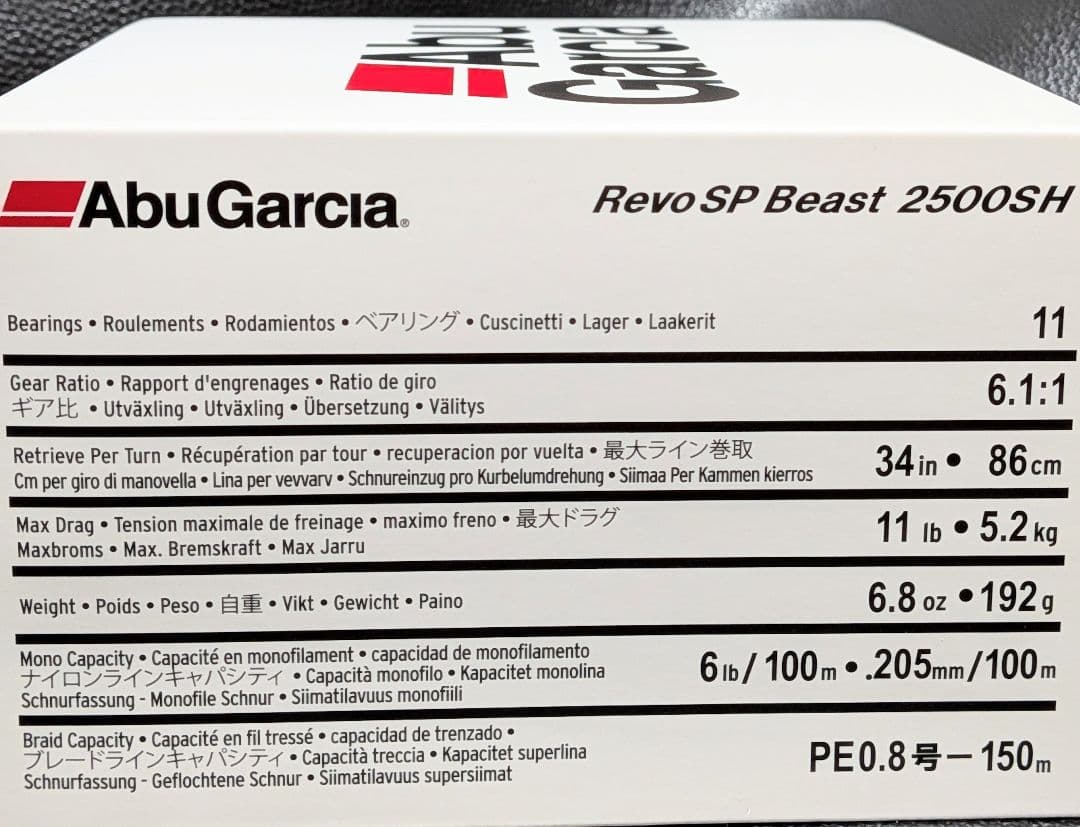 Abu
Garcia
AbuGarcia®
Revo SP Beast 2500SH
Bearings • Roulements • Rodamientos • ベアリング • Cuscinetti • Lager • Laakerit
11
Gear Ratio • Rapport d'engrenages • Ratio de giro
ギア比 • Utväxling • Utväxling • Übersetzung • Välitys
6.1:1
Retrieve Per Turn • Récupération par tour • recuperacion por vuelta • 最大ライン巻取
Cm per giro di manovella • Lina per vevvarv • Schnureinzug pro Kurbelumdrehung • Siimaa Per Kammen kierros
34in • 86cm
Max Drag • Tension maximale de freinage • maximo freno • 最大ドラグ
Maxbroms • Max. Bremskraft • Max Jarru
11 lb • 5.2kg
Weight • Poids • Peso • 自重 • Vikt • Gewicht • Paino
6.8 oz •192g
Mono Capacity • Capacité en monofilament • capacidad de monofilamento
ナイロンラインキャパシティ • Capacità monofilo • Kapacitet monolina
Schnurfassung - Monofile Schnur • Siimatilavuus monofiili
6lb/100m • .205mm/100m
Braid Capacity • Capacité en fil tressé • capacidad de trenzado •
ブレードラインキャパシティ • Capacità treccia • Kapacitet superlina
Schnurfassung - Geflochtene Schnur • Siimatilavuus supersiimat
PE0.8号－150m